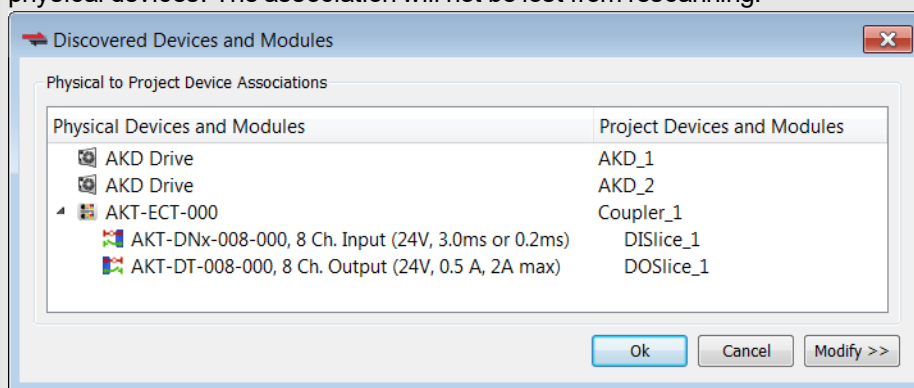 physical devices. The association will not be lost from rescanning.
Discovered Devices and Modules
Physical to Project Device Associations
Physical Devices and Modules Project Devices and Modules
AKD Drive AKD_1
AKD Drive AKD_2
AKT-ECT-000 Coupler_1
AKT-DNx-008-000, 8 Ch. Input (24V, 3.0ms or 0.2ms) DISlice_1
AKT-DT-008-000, 8 Ch. Output (24V, 0.5 A, 2A max) DOSlice_1
Ok Cancel Modify >>